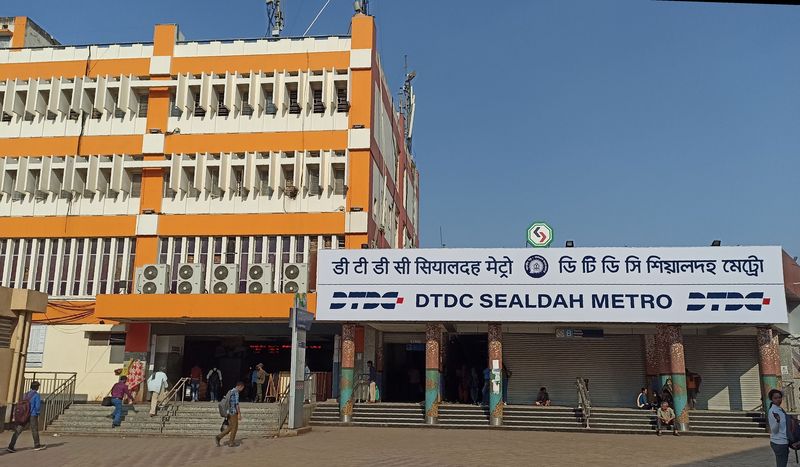 डी टी डी सी सियालदह मेट्रो ডি টি ডি সি শিয়ালদহ মেট্রো
DTDC DTDC SEALDAH METRO DTDC